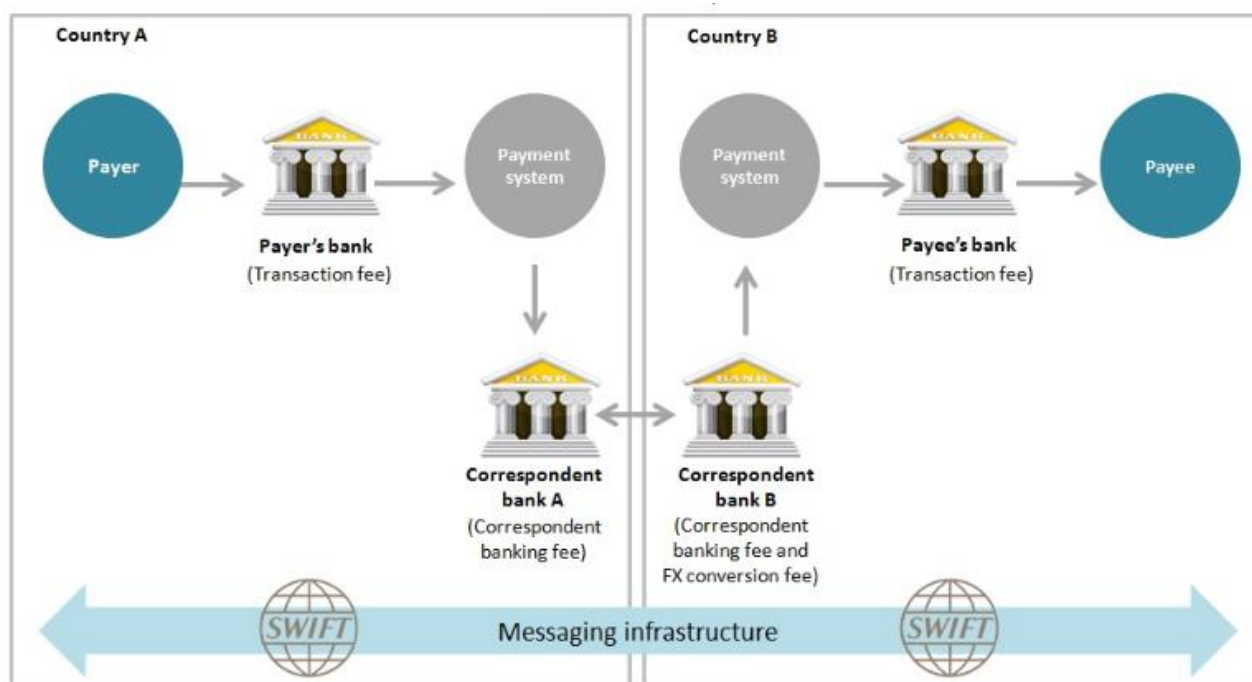 Country A
Country B
Payer
BANK
Payment
system
Payment
system
BANK
Payee
Payer's bank
(Transaction fee)
Payee's bank
(Transaction fee)
BANK
BANK
Correspondent
bank A
(Correspondent
banking fee)
Correspondent
bank B
(Correspondent
banking fee and
FX conversion fee)
SWIFT
Messaging infrastructure
SWIFT